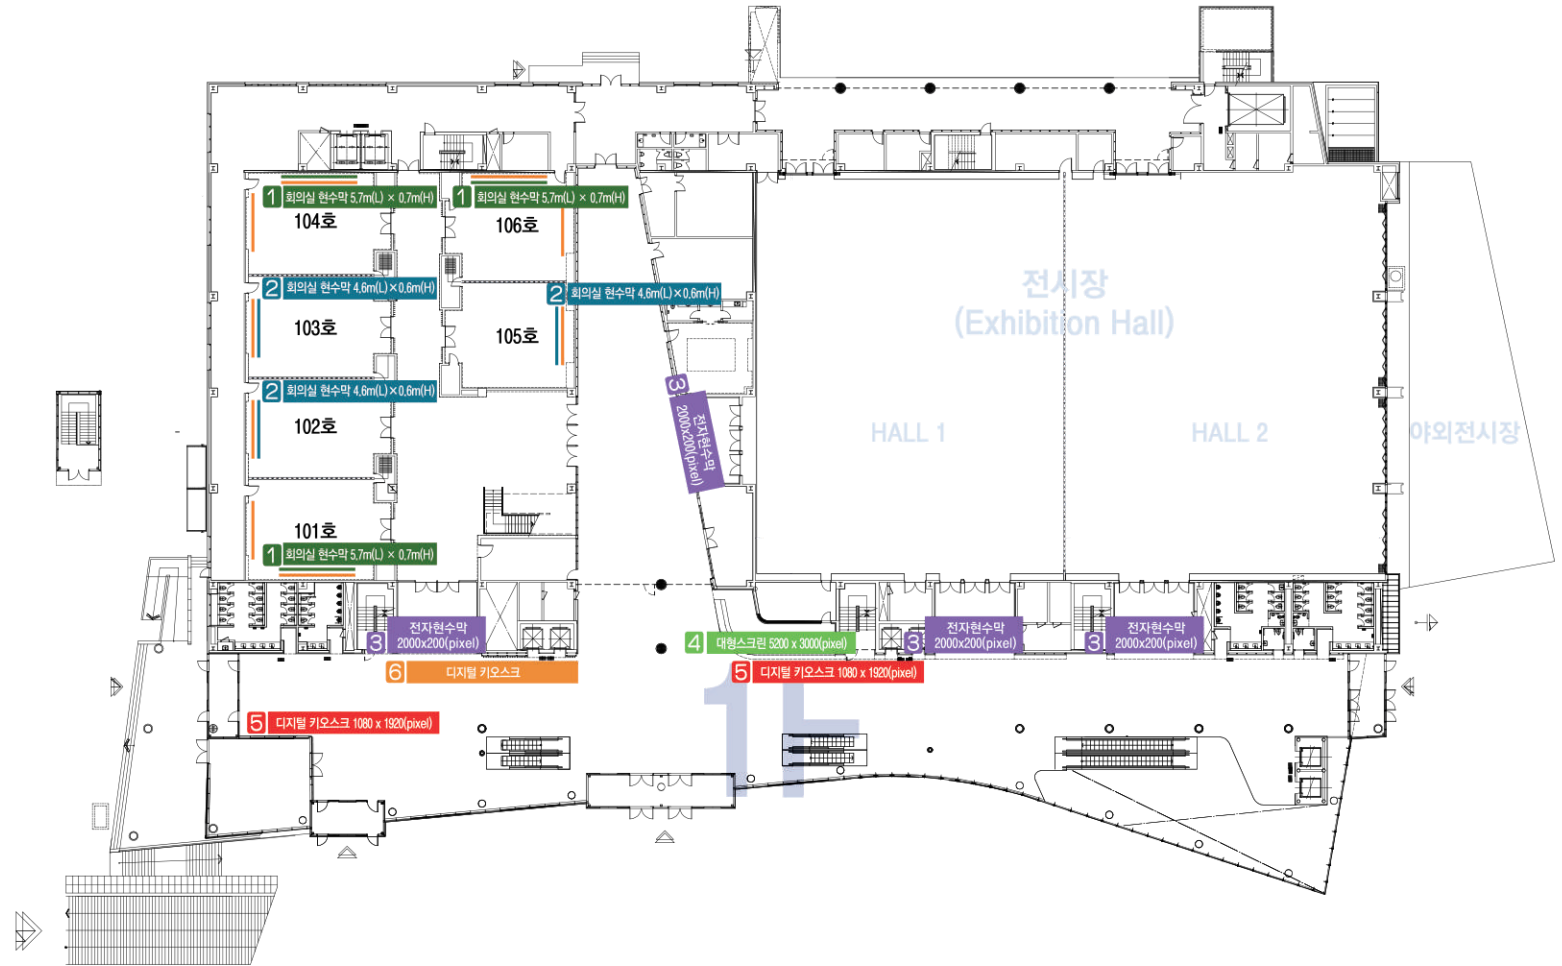 1 회의실 현수막 5.7m(L) × 0.7m(H)
104호
1 회의실 현수막 5.7m(L) × 0.7m(H)
106호
2 회의실 현수막 4.6m(L)×0.6m(H)
103호
2 회의실 현수막 4.6m(L)×0.6m(H)
105호
전시장
(Exhibition Hall)
2 회의실 현수막 4.6m(L)×0.6m(H)
102호
3 전자현수막
2000x200(pixel)
HALL 1
HALL 2
야외전시장
101호
1 회의실 현수막 5.7m(L) × 0.7m(H)
3 전자현수막
2000x200(pixel)
4 대형스크린 5200 x 3000(pixel)
3 전자현수막
2000x200(pixel)
3 전자현수막
2000x200(pixel)
6 디지털 키오스크
5 디지털 키오스크 1080 x 1920(pixel)
5 디지털 키오스크 1080 x 1920(pixel)
1F